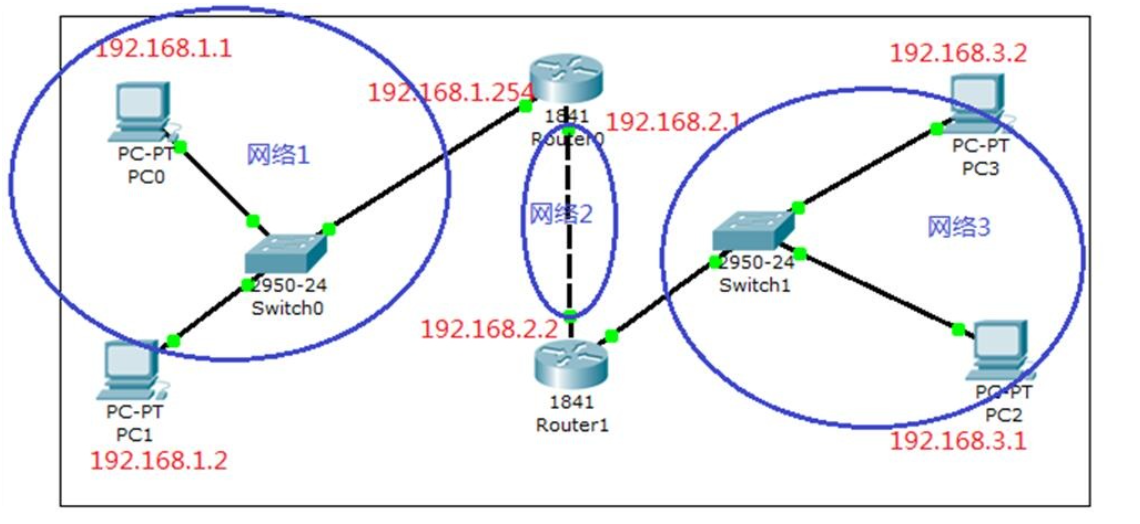 192.168.1.1
PC-PT
PC0
网络1
2950-24
Switch0
PC-PT
PC1
192.168.1.2
192.168.1.254
1841
Router0
192.168.2.1
网络2
192.168.2.2
1841
Router1
192.168.3.2
PC-PT
PC3
网络3
2950-24
Switch1
PC-PT
PC2
192.168.3.1